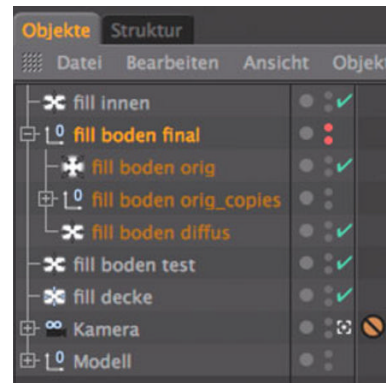 Objekte Struktur
Datei Bearbeiten Ansicht Objekt
fill innen
fill boden final
fill boden orig
fill boden orig_copies
fill boden diffus
fill boden test
fill decke
Kamera
Modell